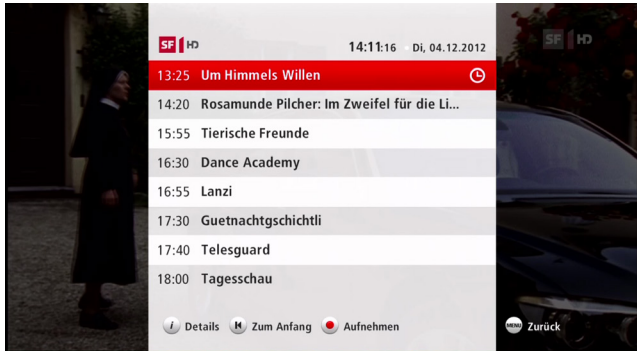 SF 1 HD 14:11:16 Di, 04.12.2012
SF 1 HD
13:25 Um Himmels Willen
14:20 Rosamunde Pilcher: Im Zweifel für die Li...
15:55 Tierische Freunde
16:30 Dance Academy
16:55 Lanzi
17:30 Guetnachtgschichtli
17:40 Telesguard
18:00 Tagesschau
i Details Zum Anfang Aufnehmen MENU Zurück